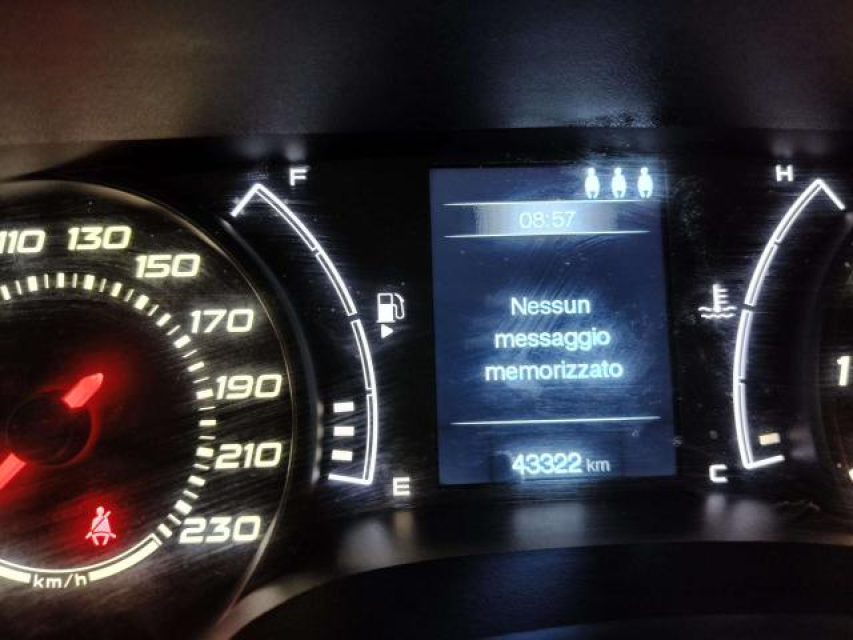 F
H
110 130
150
08:57
170
Nessun
messaggio
memorizzato
190
210
43322 km
E
C
230
km/h